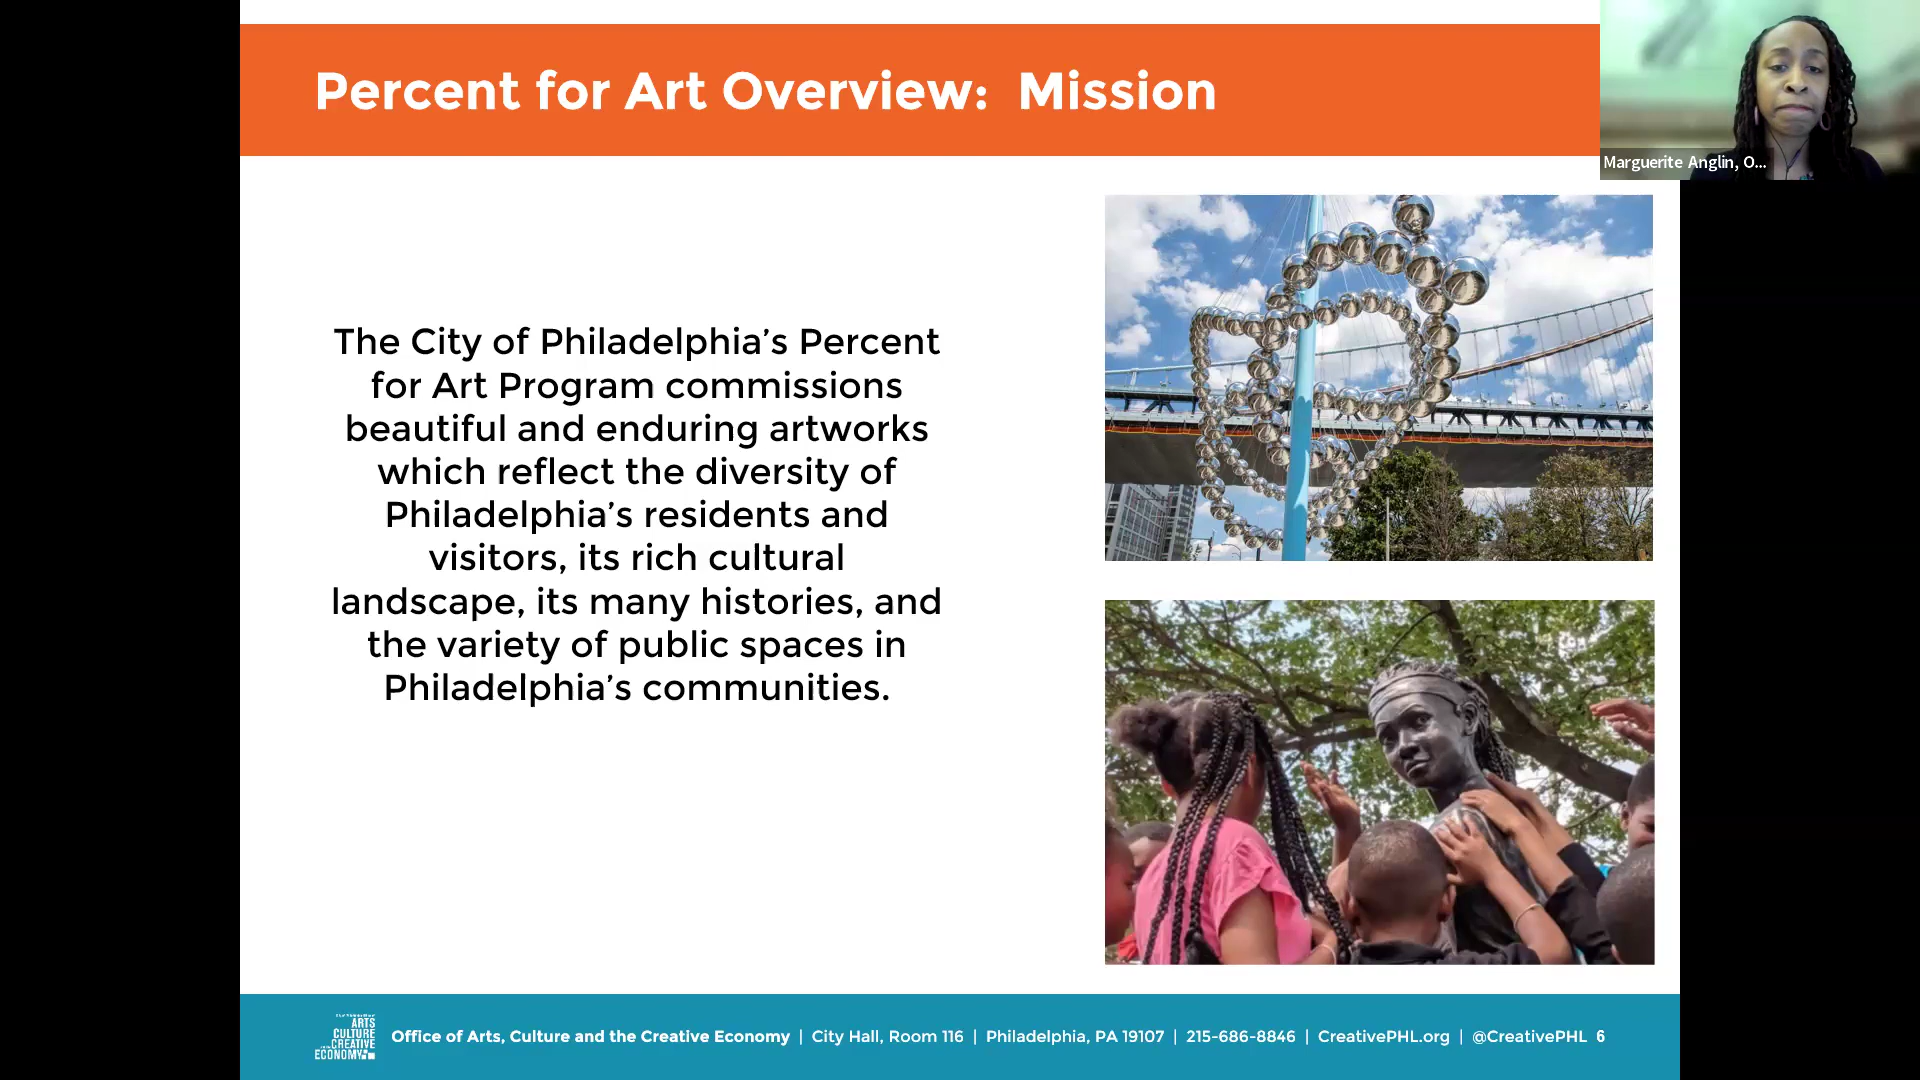 Percent for Art Overview: Mission
Marguerite Anglin, O...
The City of Philadelphia’s Percent
for Art Program commissions
beautiful and enduring artworks
which reflect the diversity of
Philadelphia’s residents and
visitors, its rich cultural
landscape, its many histories, and
the variety of public spaces in
Philadelphia’s communities.
ARTS
CULTURE
CREATIVE
ECONOMY
Office of Arts, Culture and the Creative Economy | City Hall, Room 116 | Philadelphia, PA 19107 | 215-686-8846 | CreativePHL.org | @CreativePHL 6